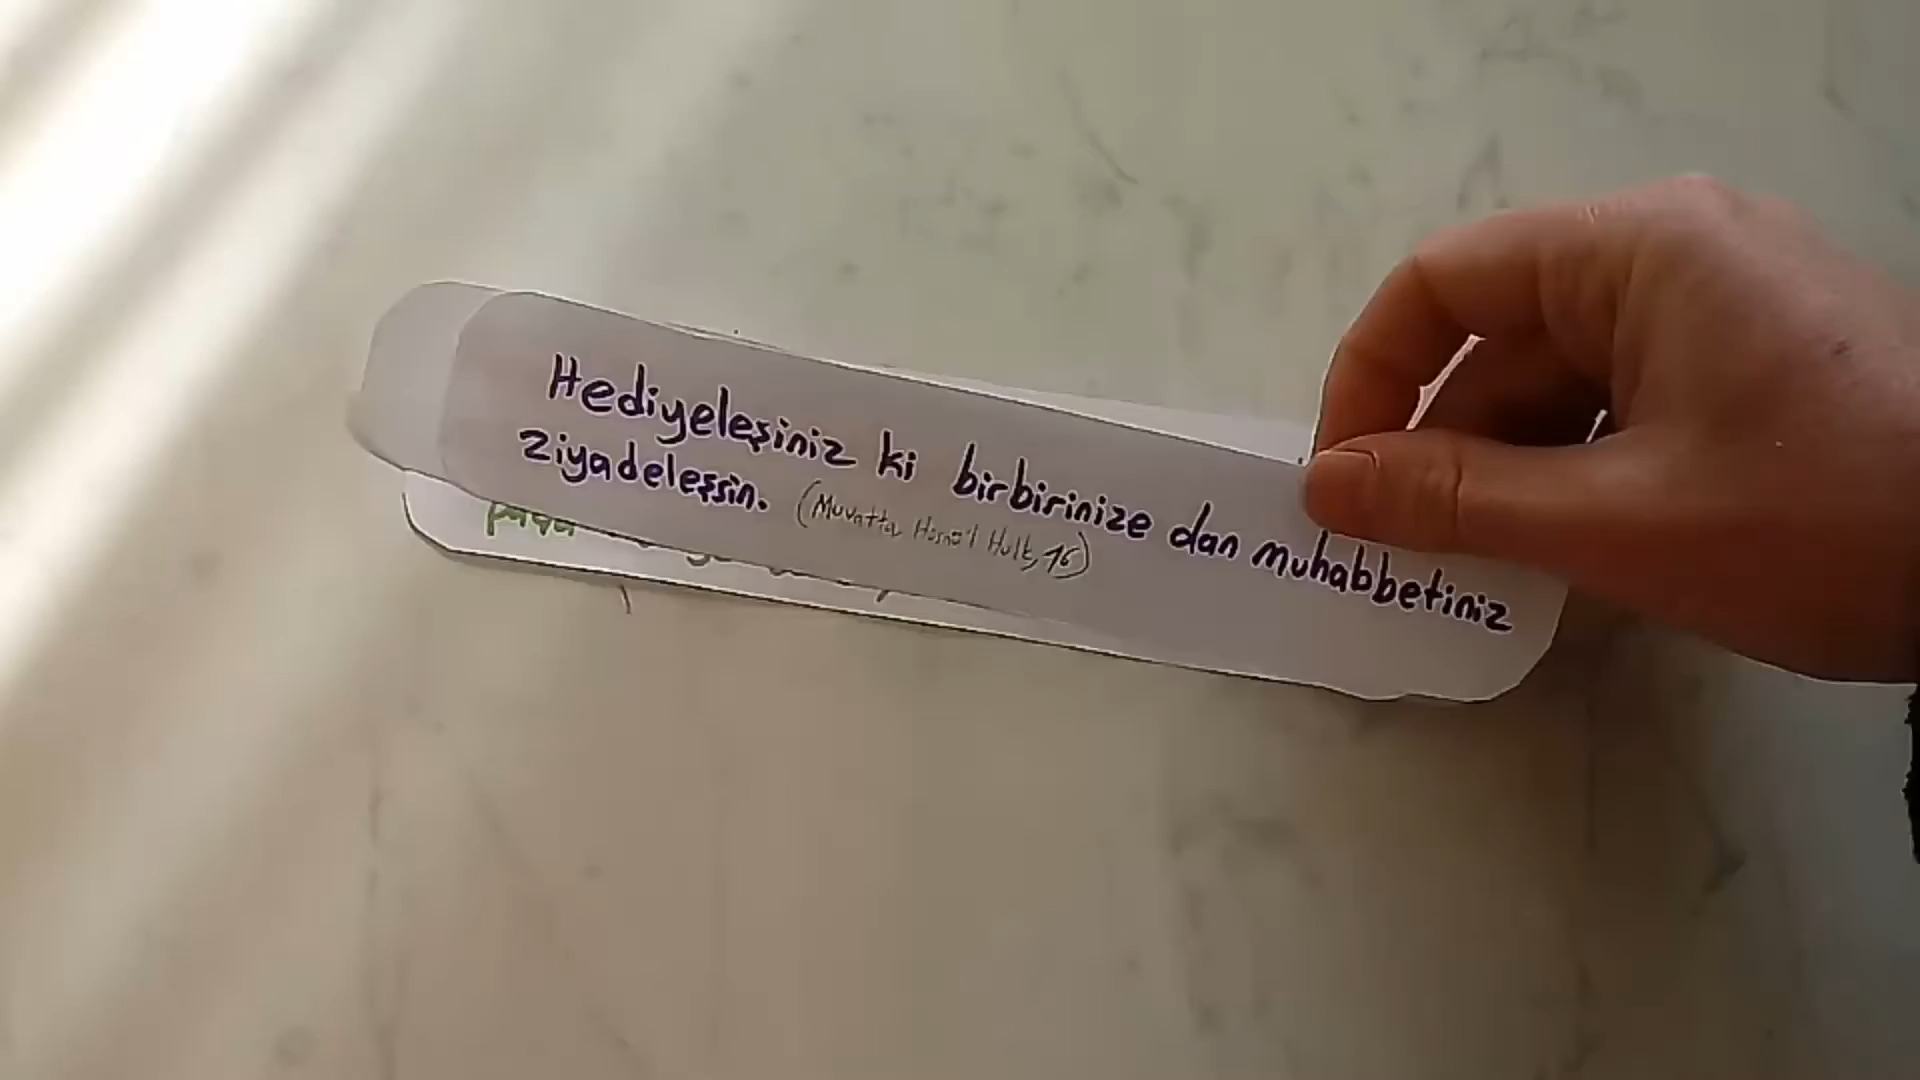 Hediyeleşiniz ki birbirinize dan muhabbetiniz
ziyadeleşsin. (Muvatta Hüsnü'l Hulk, 16)